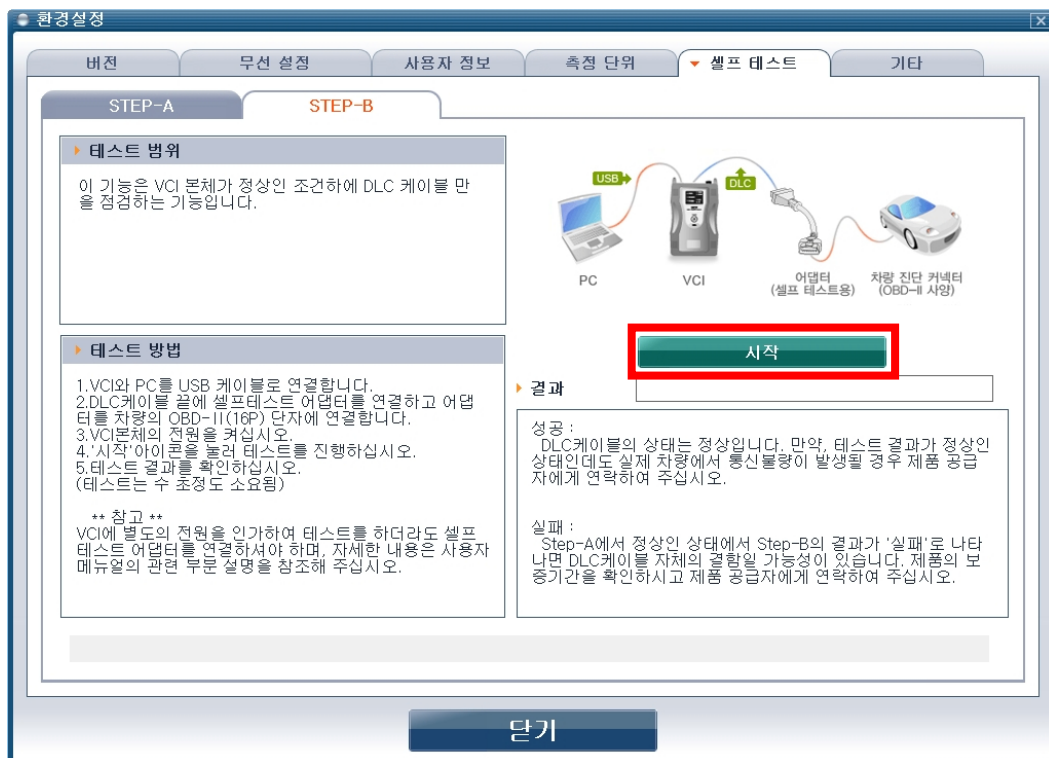 환경설정
버전
무선 설정
사용자 정보
측정 단위
셀프 테스트
기타
STEP-A
STEP-B
테스트 범위
이 기능은 VCI 본체가 정상인 조건하에 DLC 케이블 만
을 점검하는 기능입니다.
USB
DLC
PC
VCI
어댑터
(셀프 테스트용)
차량 진단 커넥터
(OBD-II 사양)
테스트 방법
1.VCI와 PC를 USB 케이블로 연결합니다.
2.DLC케이블 끝에 셀프테스트 어댑터를 연결하고 어댑
터를 차량의 OBD-II(16P) 단자에 연결합니다.
3.VCI본체의 전원을 켜십시오.
4.'시작'아이콘을 눌러 테스트를 진행하십시오.
5.테스트 결과를 확인하십시오.
(테스트는 수 초정도 소요됨)
** 참고 **
VCI에 별도의 전원을 인가하여 테스트를 하더라도 셀프
테스트 어댑터를 연결하셔야 하며, 자세한 내용은 사용자
메뉴얼의 관련 부분 설명을 참조해 주십시오.
시작
결과
성공 :
DLC케이블의 상태는 정상입니다. 만약, 테스트 결과가 정상인
상태인데도 실제 차량에서 통신불량이 발생될 경우 제품 공급
자에게 연락하여 주십시오.
실패 :
Step-A에서 정상인 상태에서 Step-B의 결과가 '실패'로 나타
나면 DLC케이블 자체의 결함일 가능성이 있습니다. 제품의 보
증기간을 확인하시고 제품 공급자에게 연락하여 주십시오.
닫기